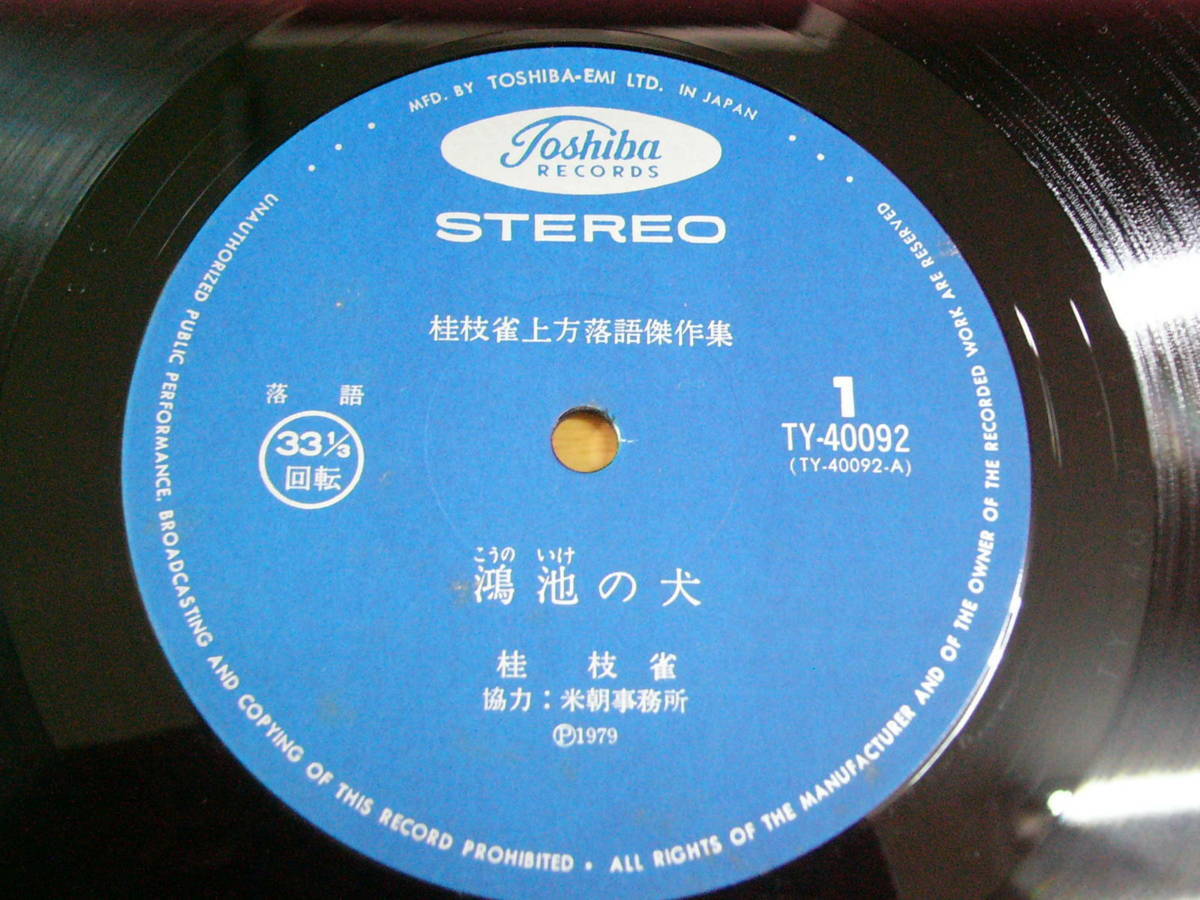 MFD. BY TOSHIBA-EMI LTD. IN JAPAN
Toshiba
RECORDS
STEREO
桂枝雀上方落語傑作集
落語
33 1/3
回転
1
TY-40092
(TY-40092-A)
こうの いけ
鴻池の犬
桂 枝雀
協力：米朝事務所
Ⓟ1979
UNAUTHORIZED PUBLIC PERFORMANCE, BROADCASTING AND COPYING OF THIS RECORD PROHIBITED • ALL RIGHTS OF THE MANUFACTURER AND OF THE OWNER OF THE RECORDED WORK ARE RESERVED